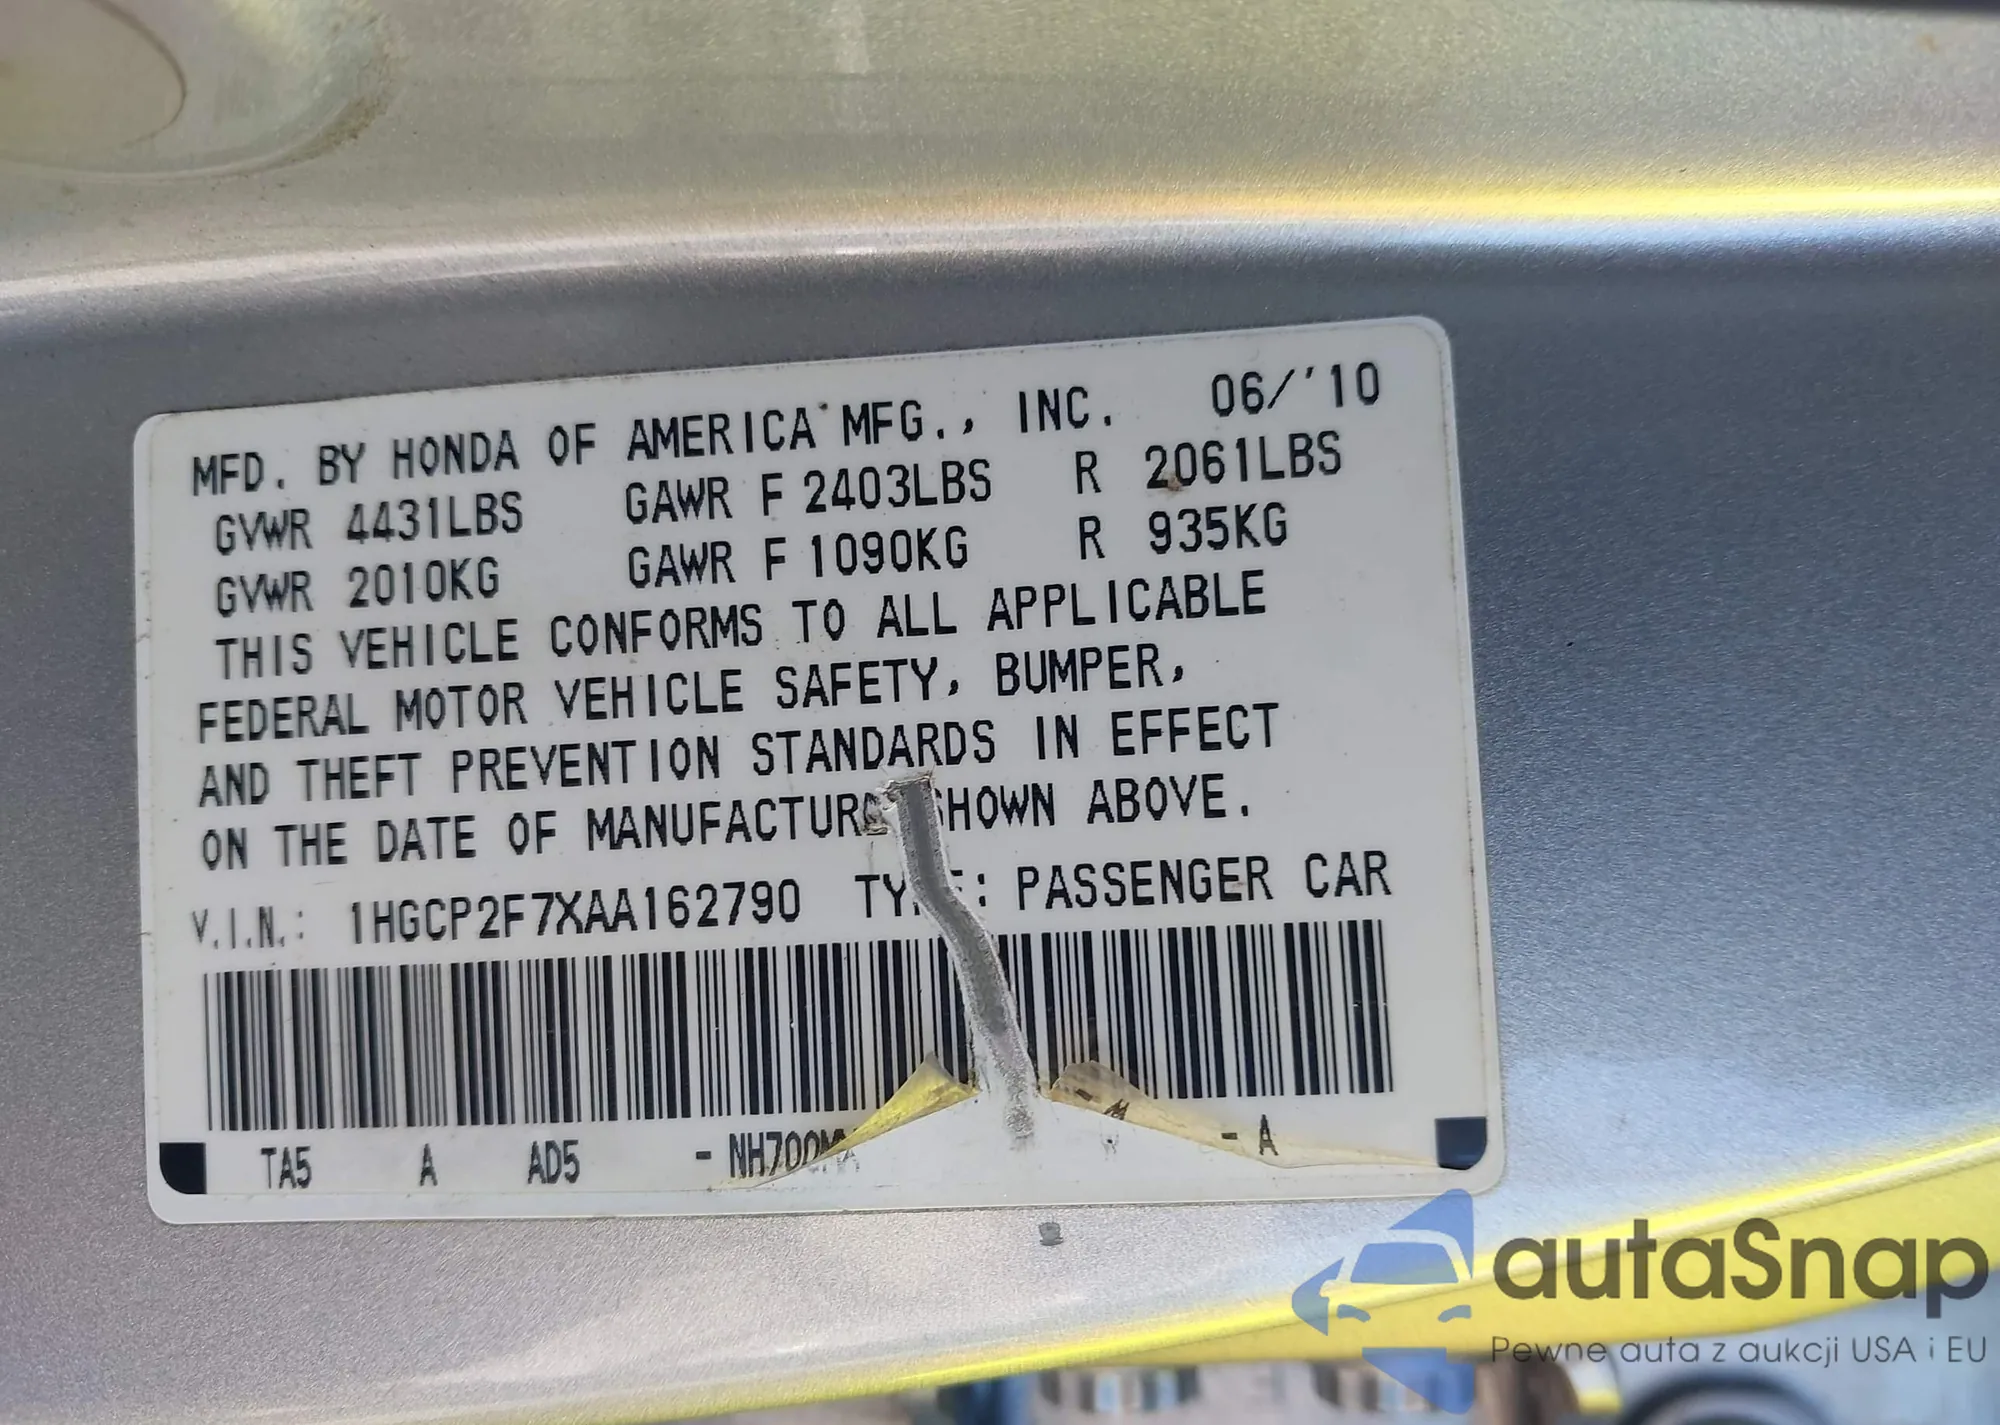 MFD. BY HONDA OF AMERICA MFG., INC. 06/'10
GVWR 4431LBS GAWR F 2403LBS R 2061LBS
GVWR 2010KG GAWR F 1090KG R 935KG
THIS VEHICLE CONFORMS TO ALL APPLICABLE
FEDERAL MOTOR VEHICLE SAFETY, BUMPER,
AND THEFT PREVENTION STANDARDS IN EFFECT
ON THE DATE OF MANUFACTURE SHOWN ABOVE.
V.I.N.: 1HGCP2F7XAA162790 TYPE: PASSENGER CAR
TA5 A AD5 - NH700M - A
autaSnap
Pewne auta z aukcji USA i EU